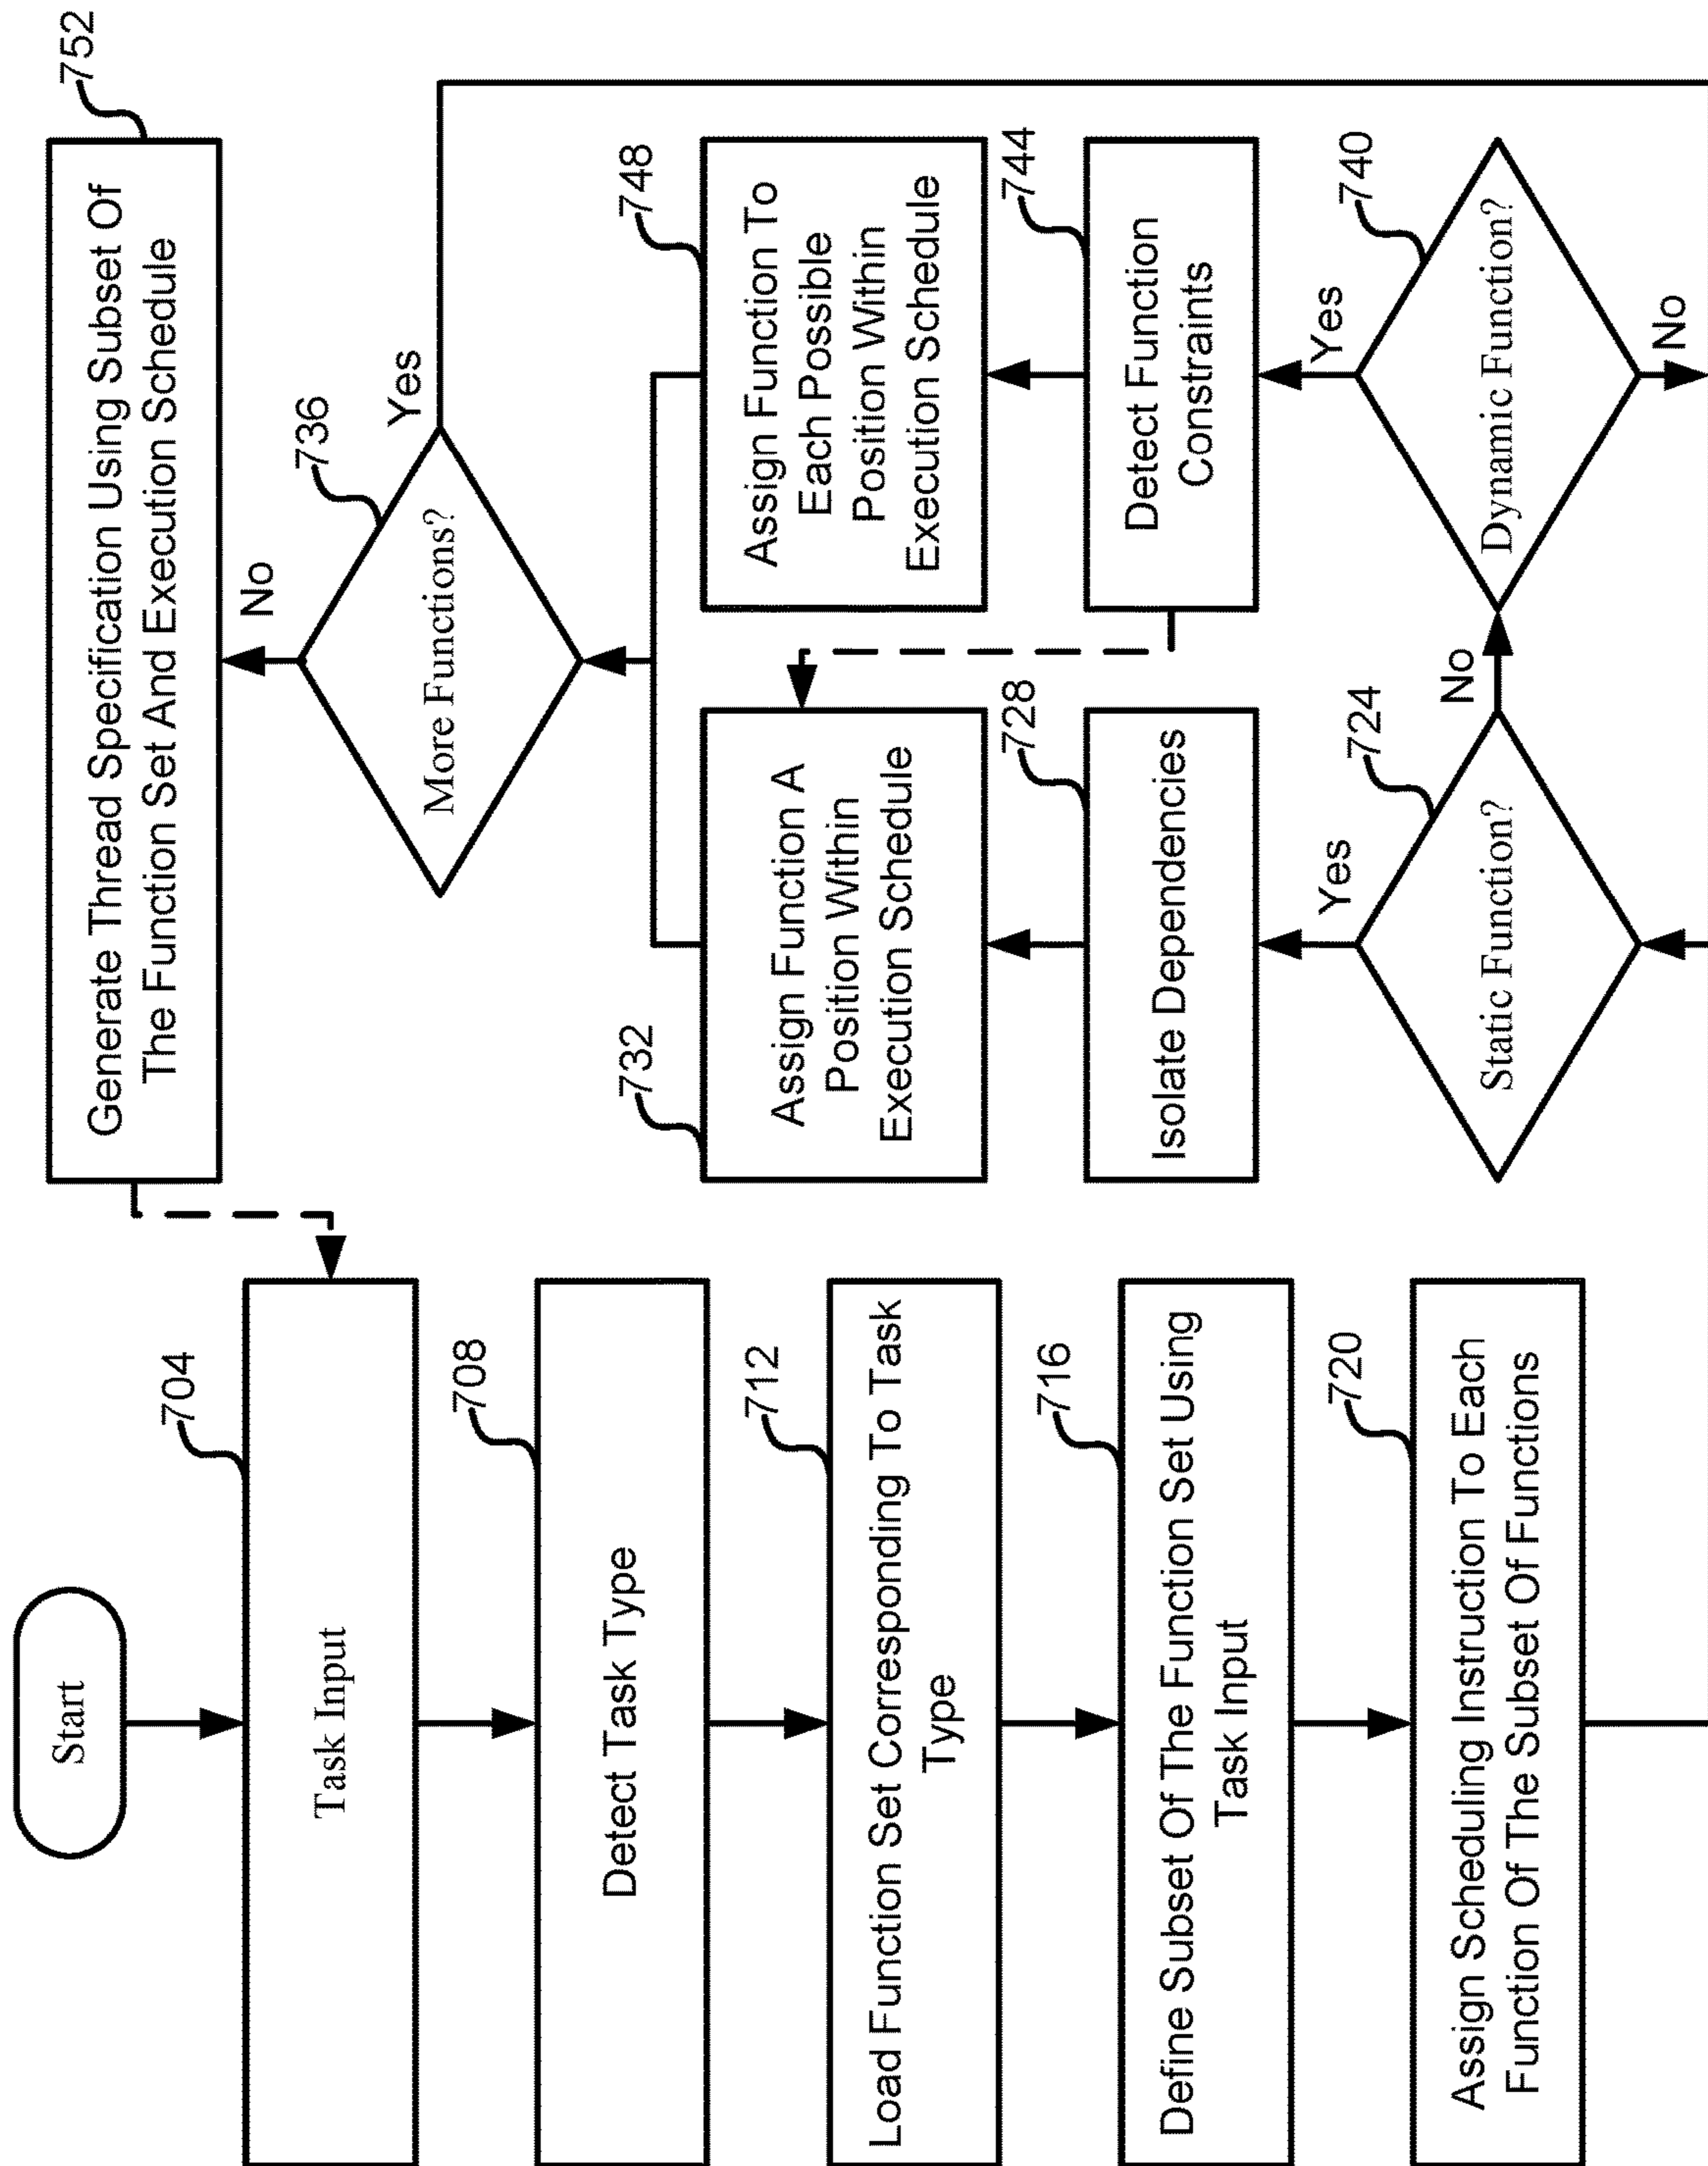 Start
704
Task Input
708
Detect Task Type
712
Load Function Set Corresponding To Task
Type
716
Define Subset Of The Function Set Using
Task Input
720
Assign Scheduling Instruction To Each
Function Of The Subset Of Functions
752
Generate Thread Specification Using Subset Of
The Function Set And Execution Schedule
No
736
More Functions?
Yes
732
Assign Function A
Position Within
Execution Schedule
748
Assign Function To
Each Possible
Position Within
Execution Schedule
728
Isolate Dependencies
744
Detect Function
Constraints
Yes
724
Static Function?
No
Yes
740
Dynamic Function?
No